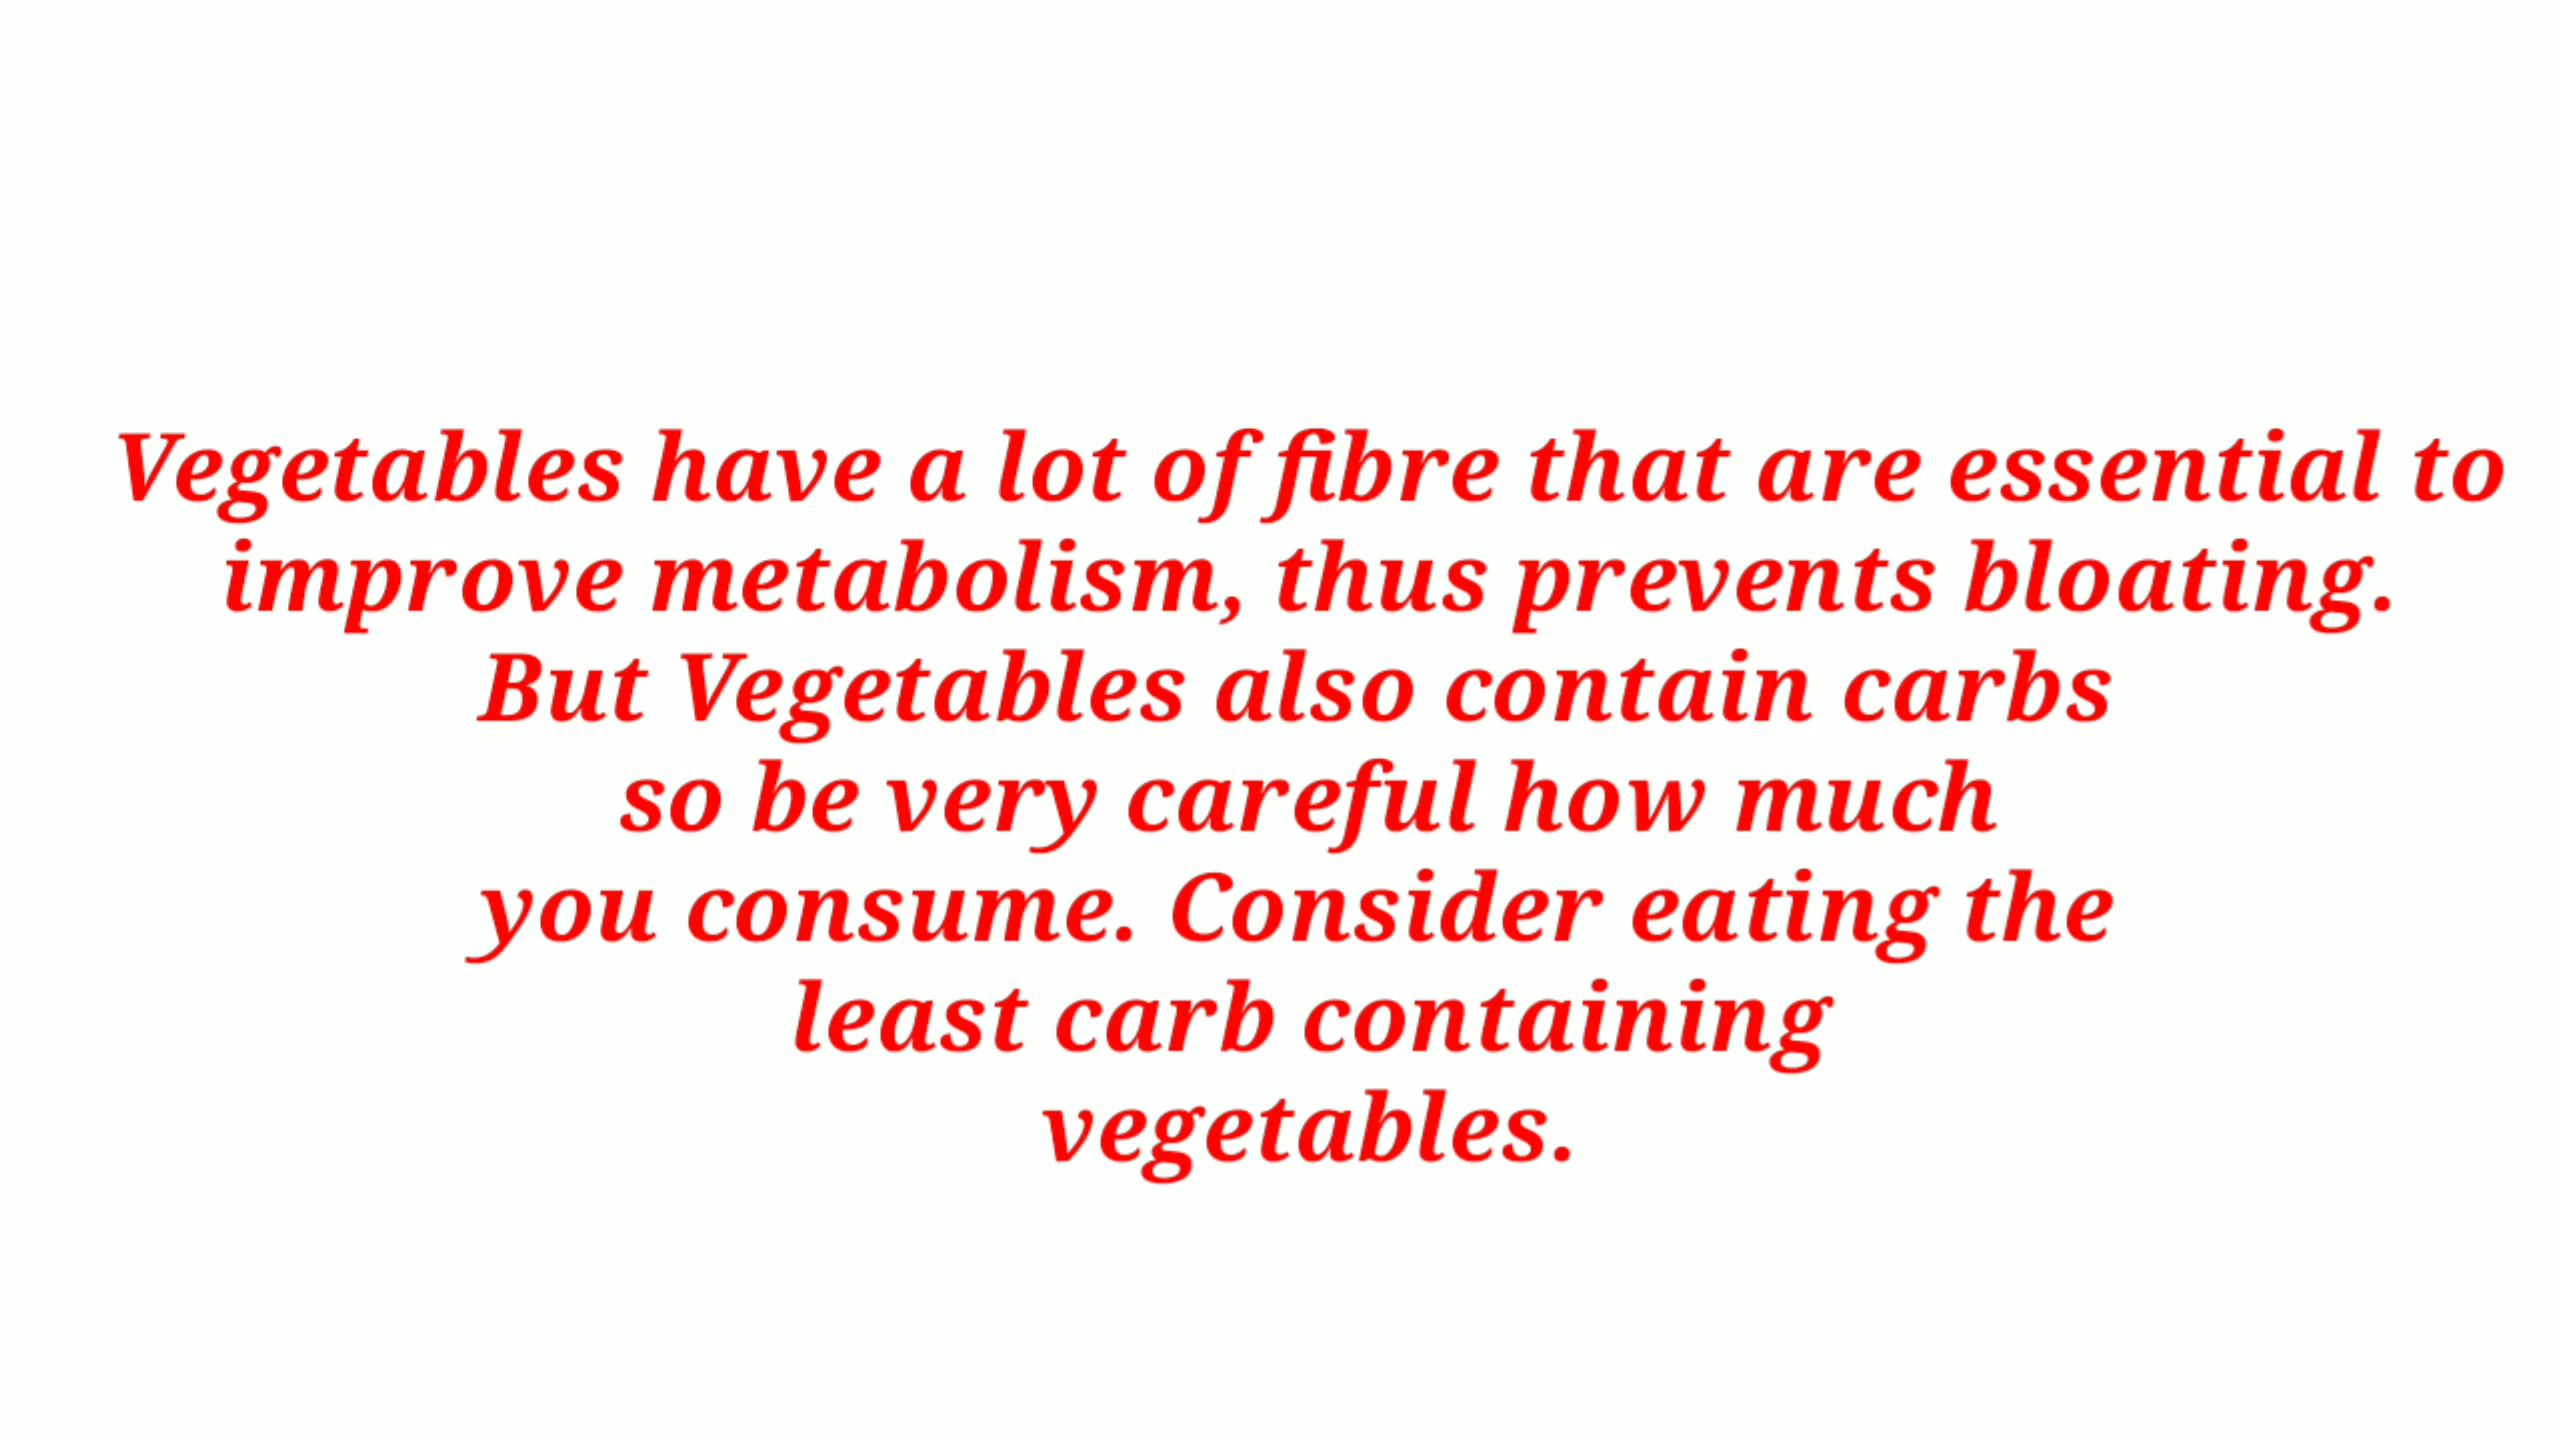 Vegetables have a lot of fibre that are essential to
improve metabolism, thus prevents bloating.
But Vegetables also contain carbs
so be very careful how much
you consume. Consider eating the
least carb containing
vegetables.